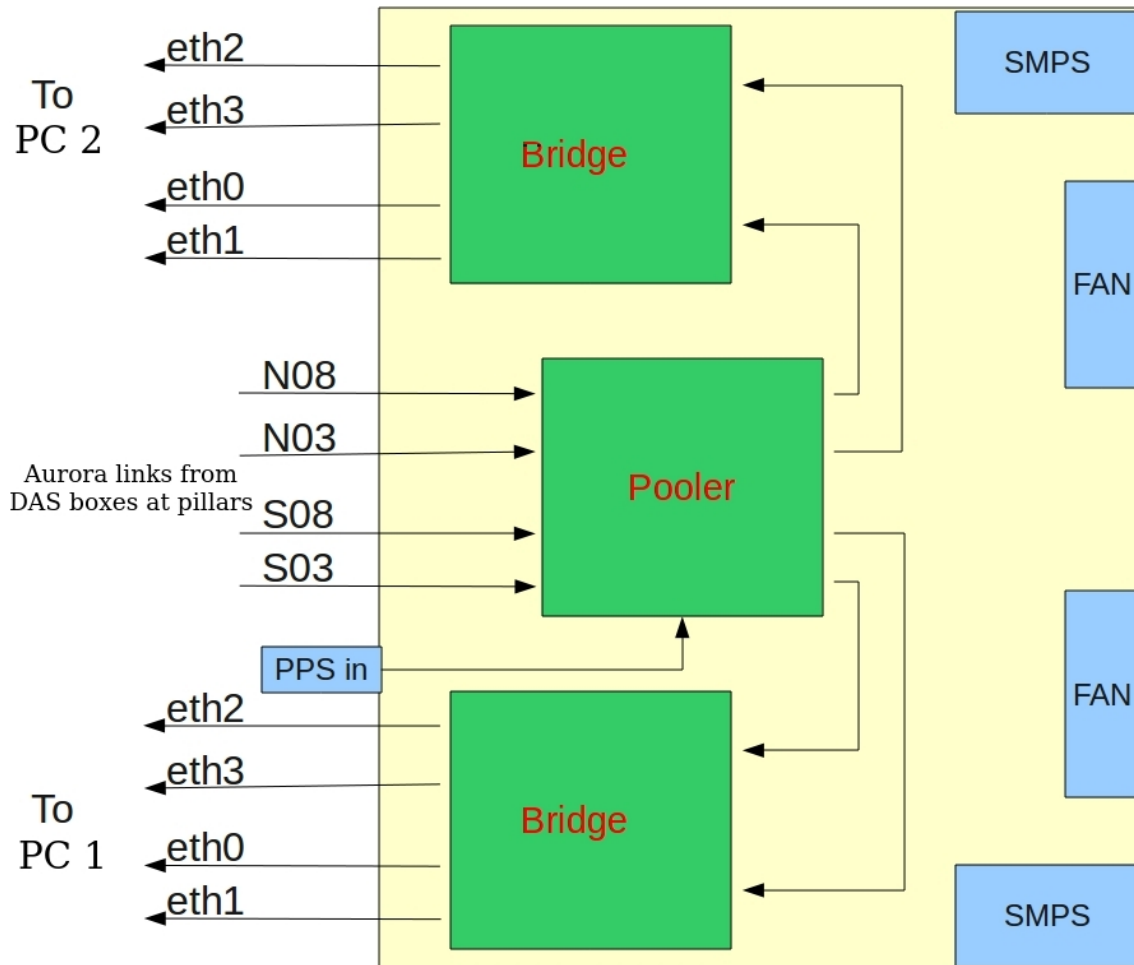 eth2
To
PC 2
eth3
eth0
eth1
Bridge
SMPS
FAN
N08
N03
Aurora links from
DAS boxes at pillars
S08
S03
Pooler
PPS in
eth2
eth3
To
PC 1
eth0
eth1
Bridge
FAN
SMPS